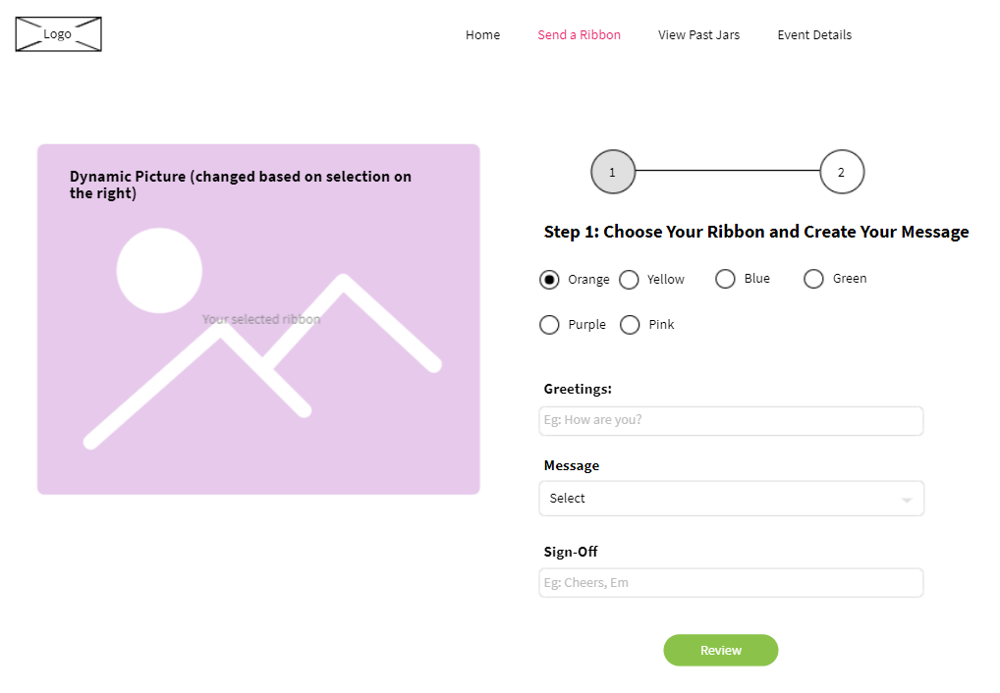 Logo
Home Send a Ribbon View Past Jars Event Details
Dynamic Picture (changed based on selection on
the right)
Your selected ribbon
1 2
Step 1: Choose Your Ribbon and Create Your Message
Orange Yellow Blue Green
Purple Pink
Greetings:
Eg: How are you?
Message
Select
Sign-Off
Eg: Cheers, Em
Review